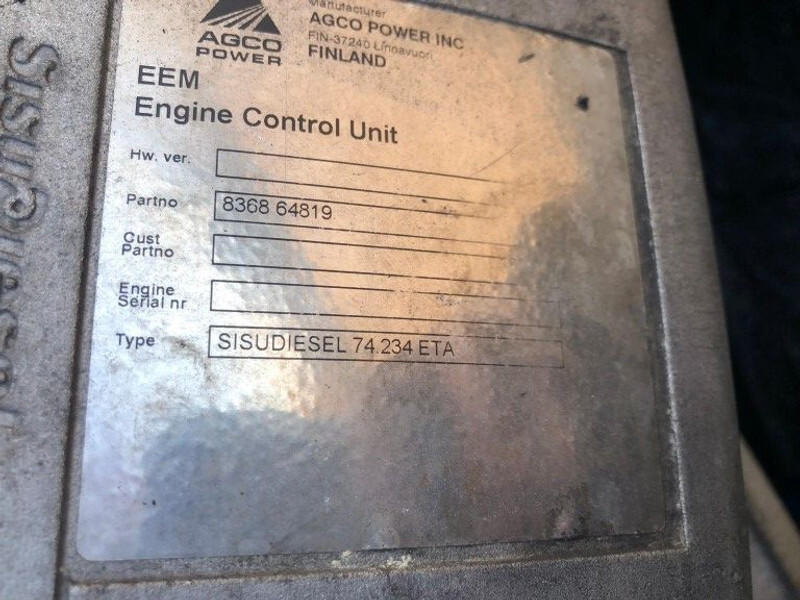 AGCO
POWER
Manufacturer
AGCO POWER INC
FIN-37240 Linnavuori
FINLAND
EEM
Engine Control Unit
Hw. ver.
Partno 8368 64819
Cust
Partno
Engine
Serial nr
Type SISUDIESEL 74.234 ETA
Sisudiesel